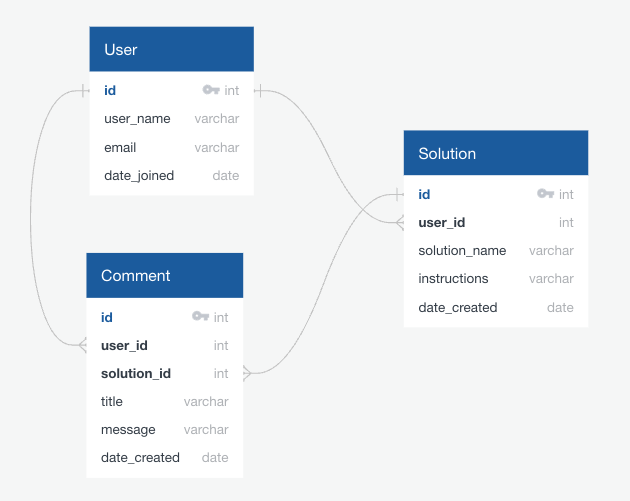 User
id int
user_name varchar
email varchar
date_joined date
Solution
id int
user_id int
solution_name varchar
instructions varchar
date_created date
Comment
id int
user_id int
solution_id int
title varchar
message varchar
date_created date